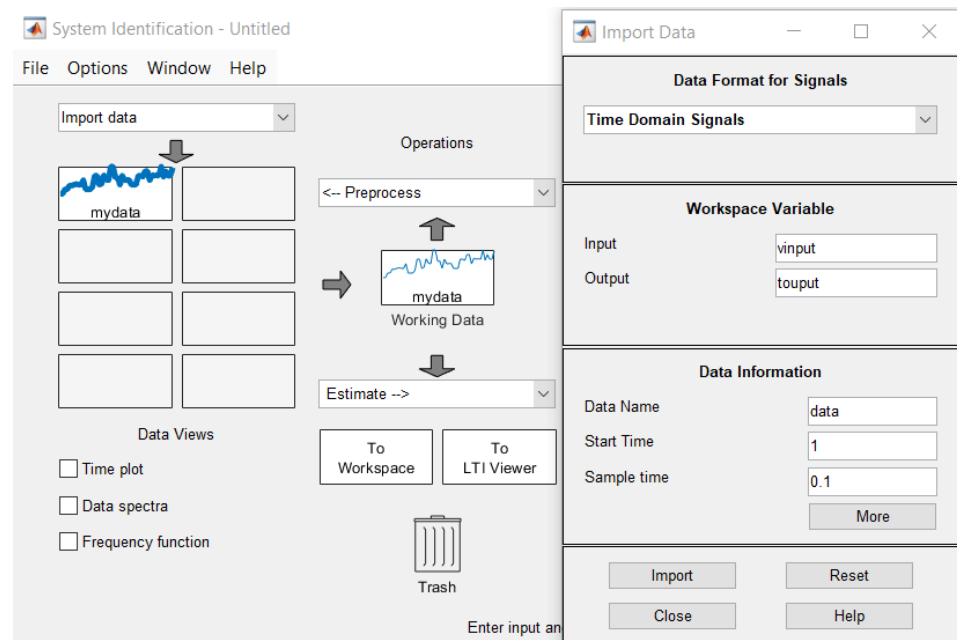 System Identification - Untitled
File Options Window Help
Import data
mydata
Operations
<-- Preprocess
mydata
Working Data
Estimate -->
Data Views
Time plot
Data spectra
Frequency function
To
Workspace
To
LTI Viewer
Trash
Enter input an
Import Data
Data Format for Signals
Time Domain Signals
Workspace Variable
Input vinput
Output touput
Data Information
Data Name data
Start Time 1
Sample time 0.1
More
Import Reset
Close Help